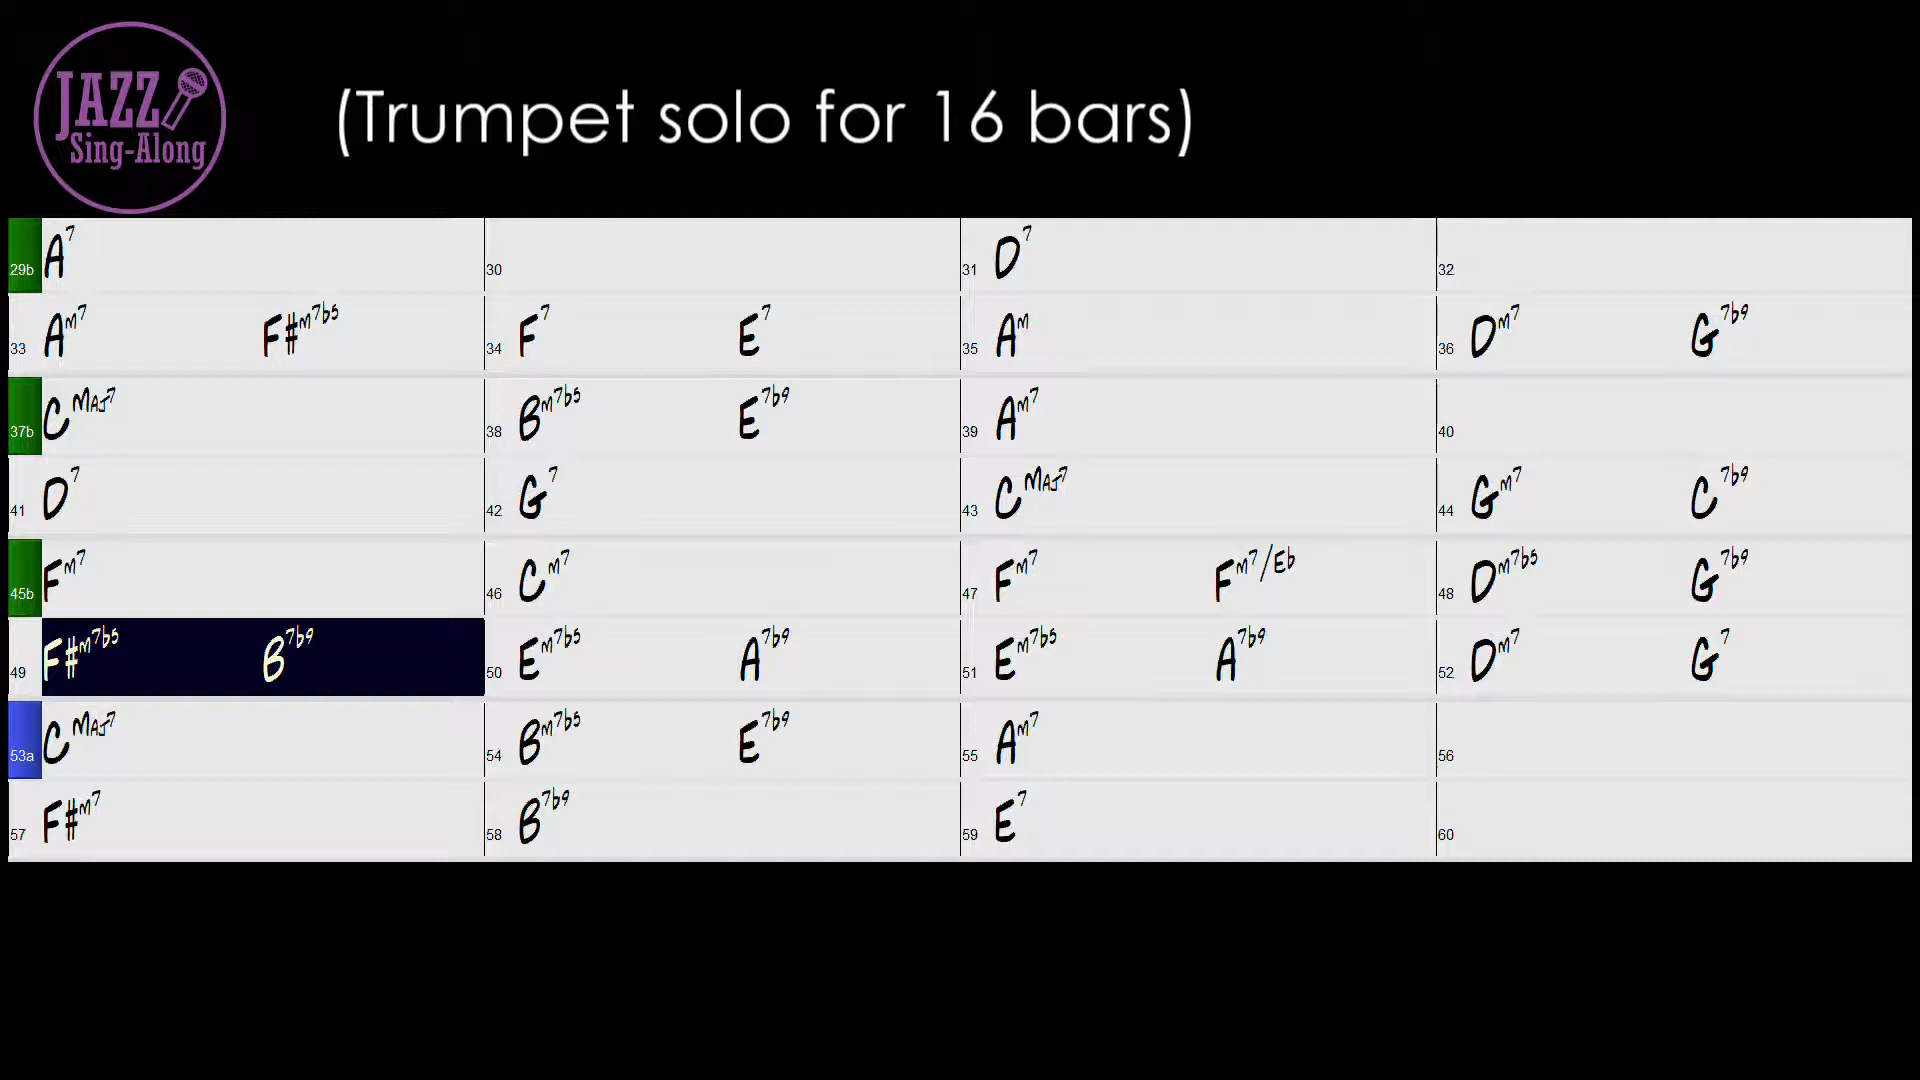 JAZZ
Sing-Along
(Trumpet solo for 16 bars)
29b A7 30 31 D7 32
33 Am7 F#m7b5 34 F7 E7 35 Am 36 Dm7 G7b9
37b CMAJ7 38 Bm7b5 E7b9 39 Am7 40
41 D7 42 G7 43 CMAJ7 44 Gm7 C7b9
45b Fm7 46 Cm7 47 Fm7 Fm7/Eb 48 Dm7b5 G7b9
49 F#m7b5 B7b9 50 Em7b5 A7b9 51 Em7b5 A7b9 52 Dm7 G7
53a CMAJ7 54 Bm7b5 E7b9 55 Am7 56
57 F#m7 58 B7b9 59 E7 60